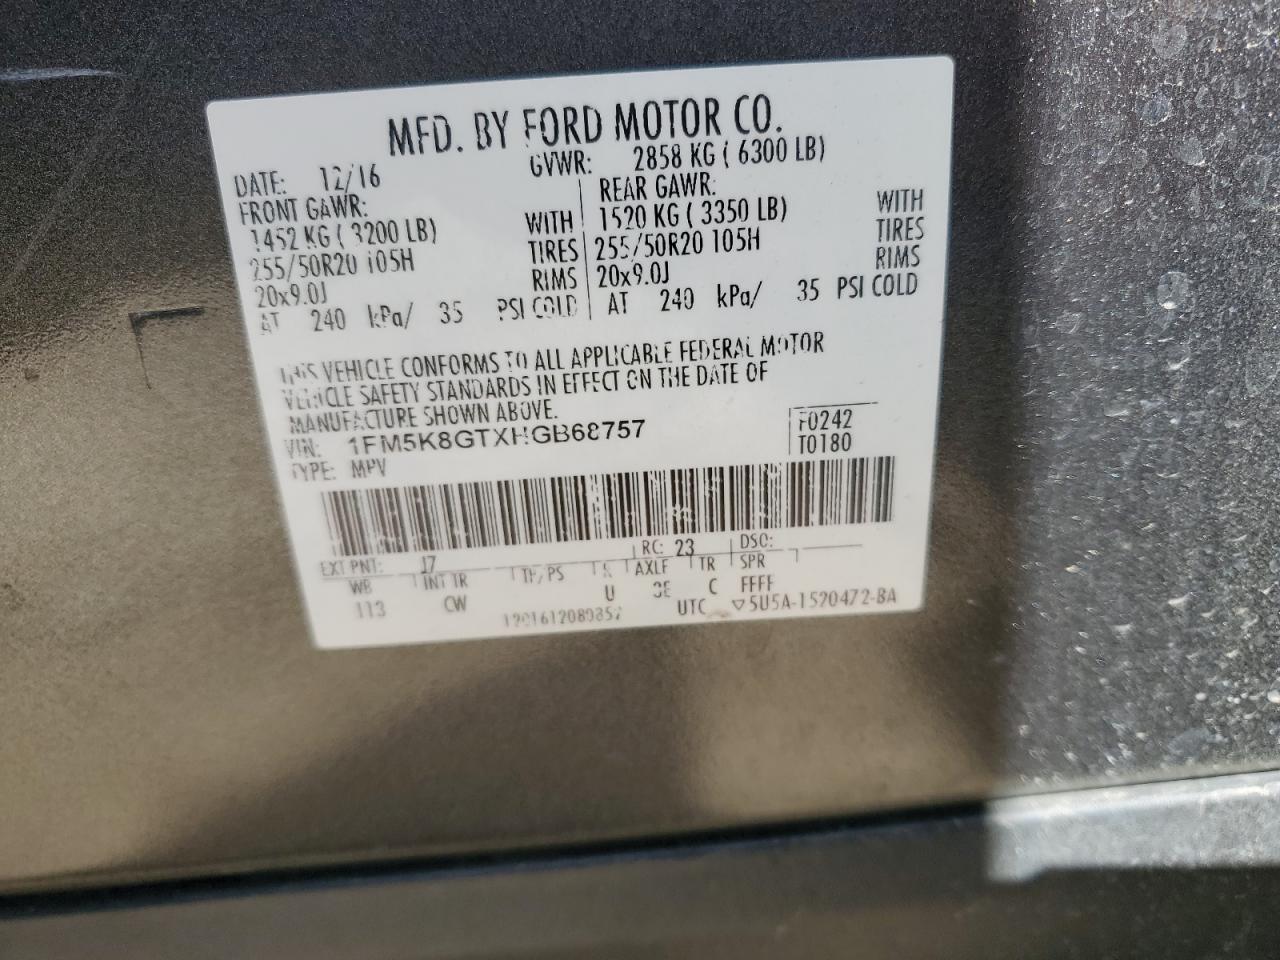 MFD. BY FORD MOTOR CO.
DATE: 12/16 GVWR: 2858 KG ( 6300 LB)
FRONT GAWR: REAR GAWR:
1452 KG ( 3200 LB) WITH 1520 KG ( 3350 LB) WITH
255/50R20 105H TIRES 255/50R20 105H TIRES
20x9.0J RIMS 20x9.0J RIMS
AT 240 kPa/ 35 PSI COLD AT 240 kPa/ 35 PSI COLD
THIS VEHICLE CONFORMS TO ALL APPLICABLE FEDERAL MOTOR
VEHICLE SAFETY STANDARDS IN EFFECT ON THE DATE OF
MANUFACTURE SHOWN ABOVE.
VIN: 1FM5K8GTXHGB68757 F0242
TYPE: MPV T0180
EXT PNT: J7 RC: 23 DSO:
WB INT TR TP/PS R AXLE TR SPR
113 CW U 3E C FFFF
UTC ▽5U5A-1520472-BA